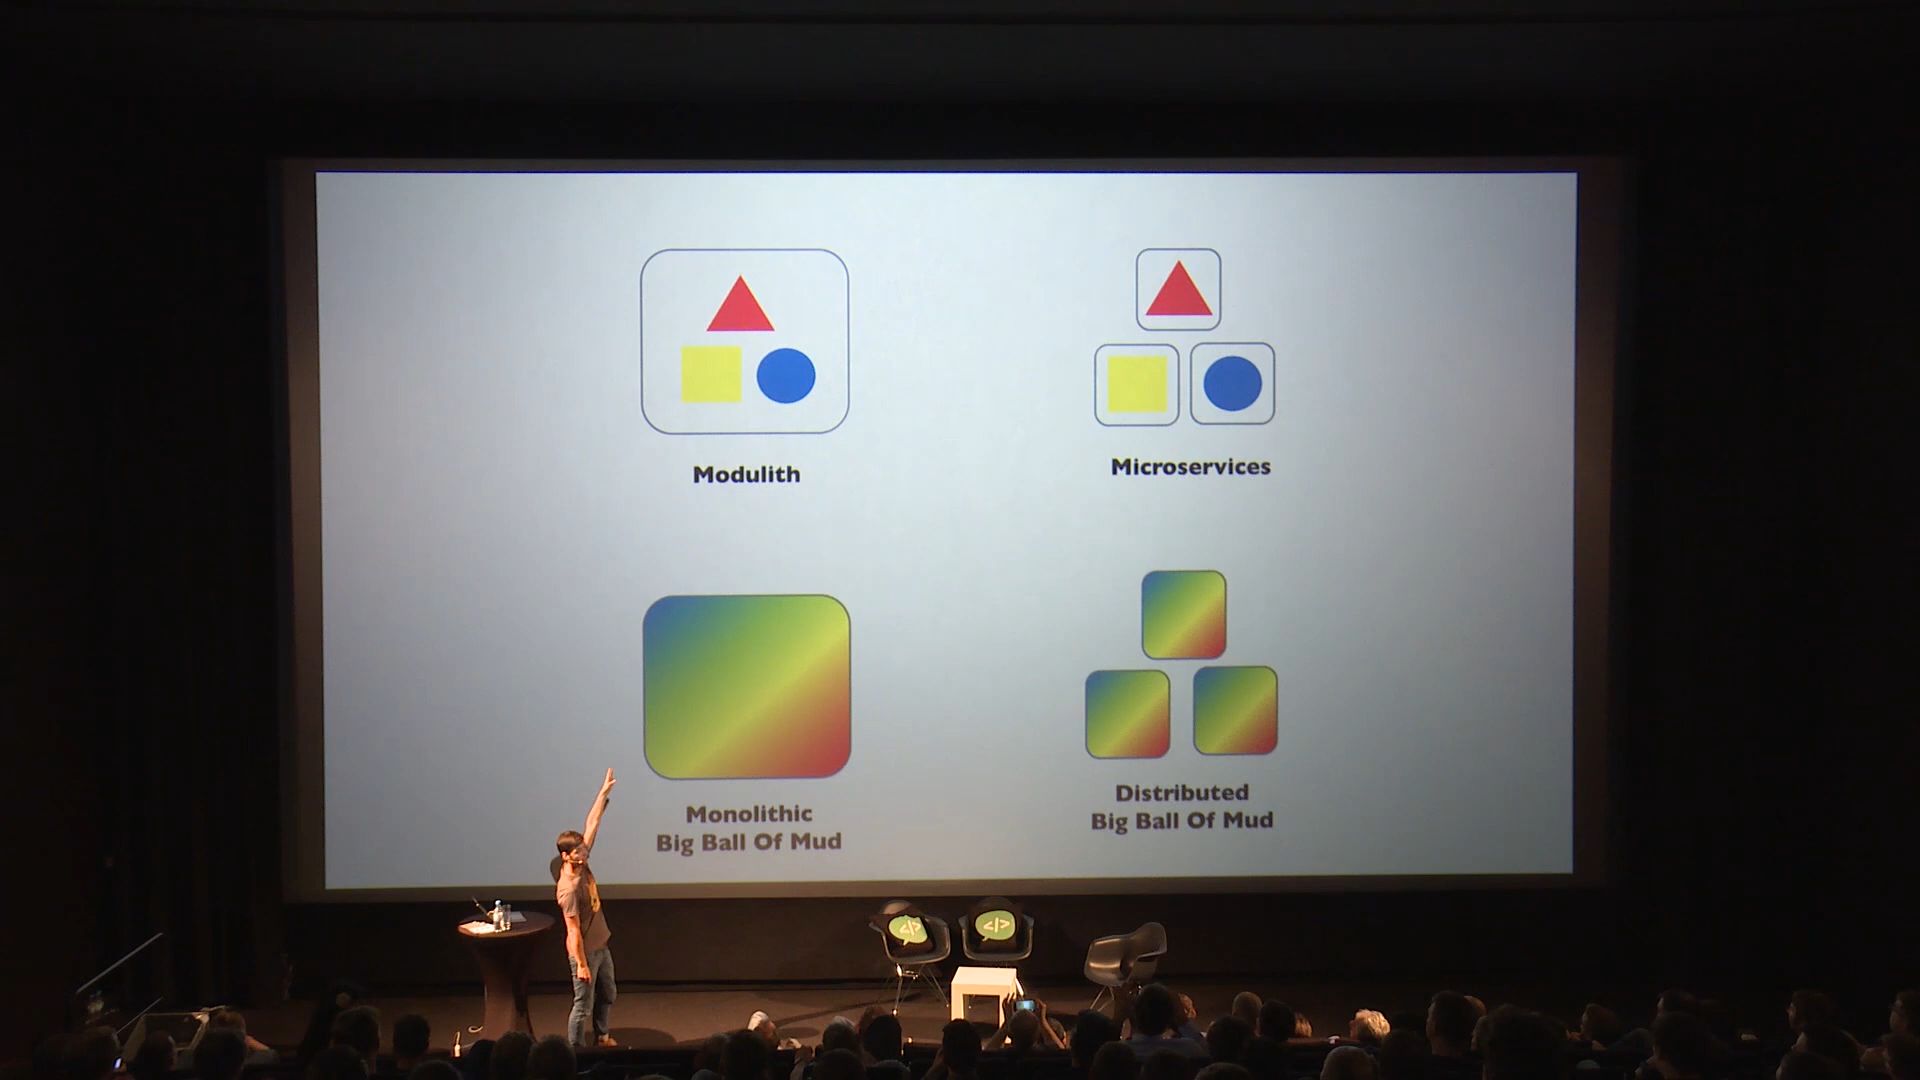 Modulith
Microservices
Monolithic
Big Ball Of Mud
Distributed
Big Ball Of Mud
</>
</>